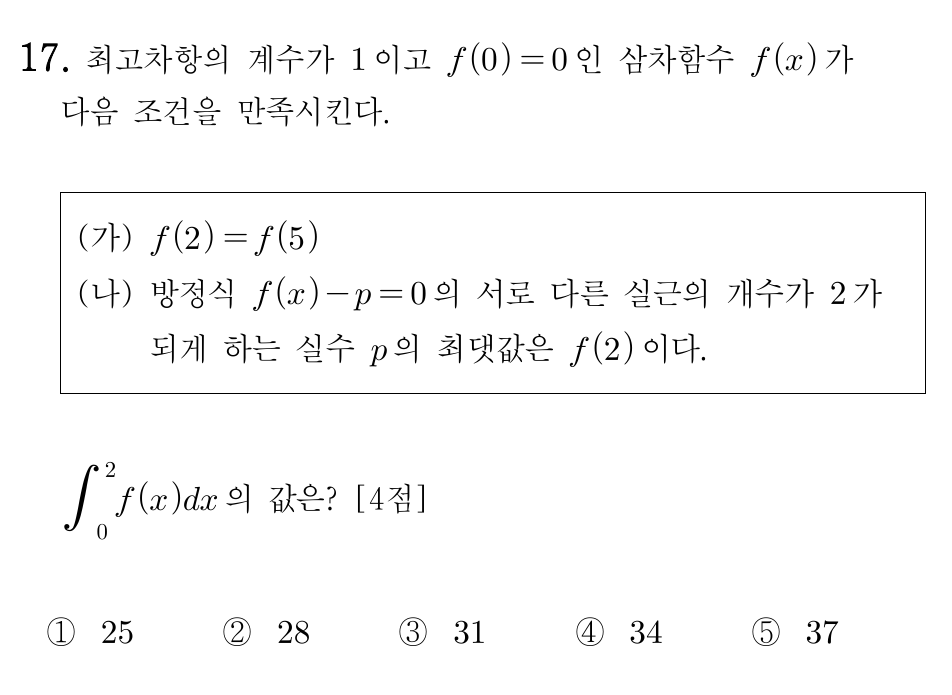 17. 최고차항의 계수가 1이고 f(0)=0인 삼차함수 f(x)가
다음 조건을 만족시킨다.
(가) f(2)=f(5)
(나) 방정식 f(x)-p=0의 서로 다른 실근의 개수가 2가
되게 하는 실수 p의 최댓값은 f(2)이다.
∫₀² f(x)dx의 값은? [4점]
① 25 ② 28 ③ 31 ④ 34 ⑤ 37